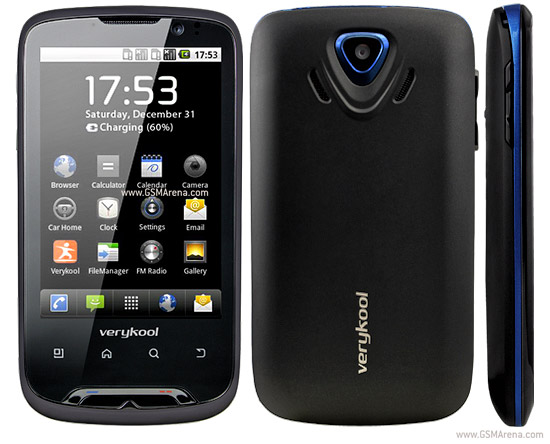 17:53
17:53
Saturday, December 31
Charging (60%)
Browser Calculator Calendar Camera
www.GSMArena.com
Car Home Clock Settings Email
Verykool FileManager FM Radio Gallery
verykool
verykool
www.GSMArena.com